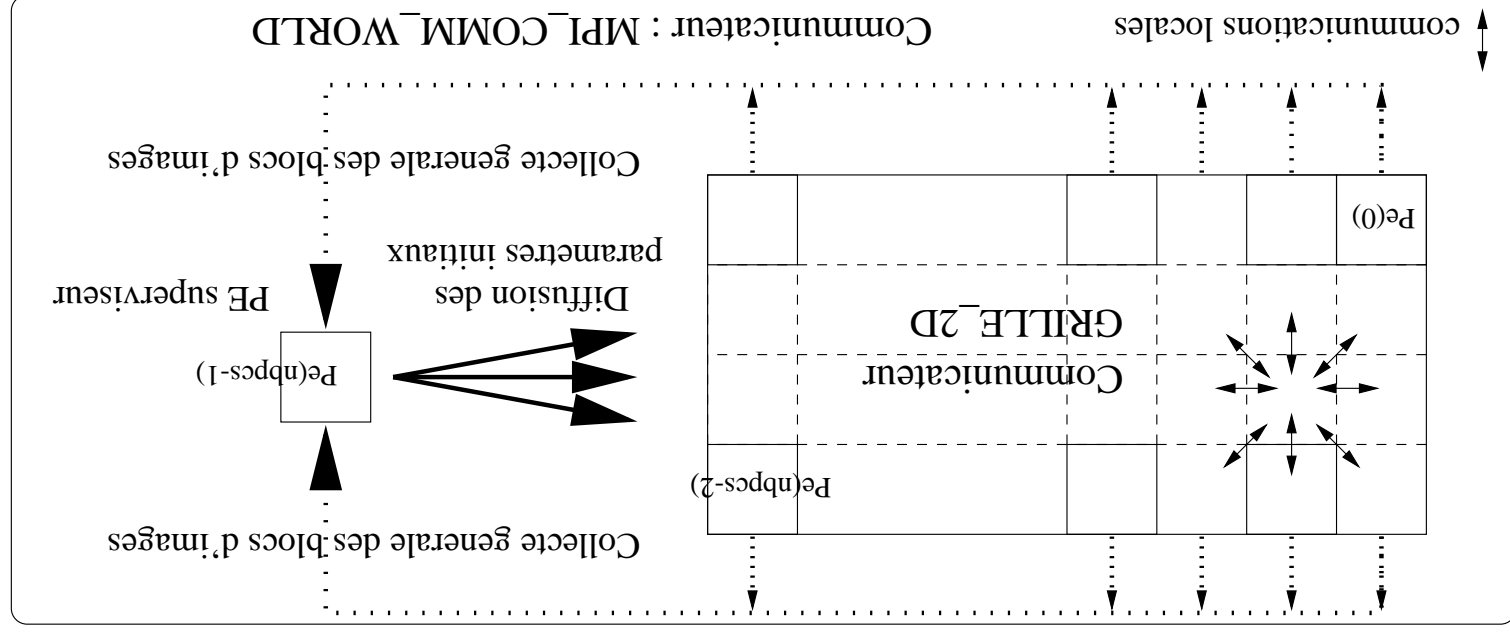 Collecte generale des blocs d'images
Pe(nbpcs-2)
Communicateur
GRILLE_2D
Pe(nbpcs-1)
Diffusion des
parametres initiaux
PE superviseur
Pe(0)
Collecte generale des blocs d'images
communications locales
Communicateur : MPI_COMM_WORLD